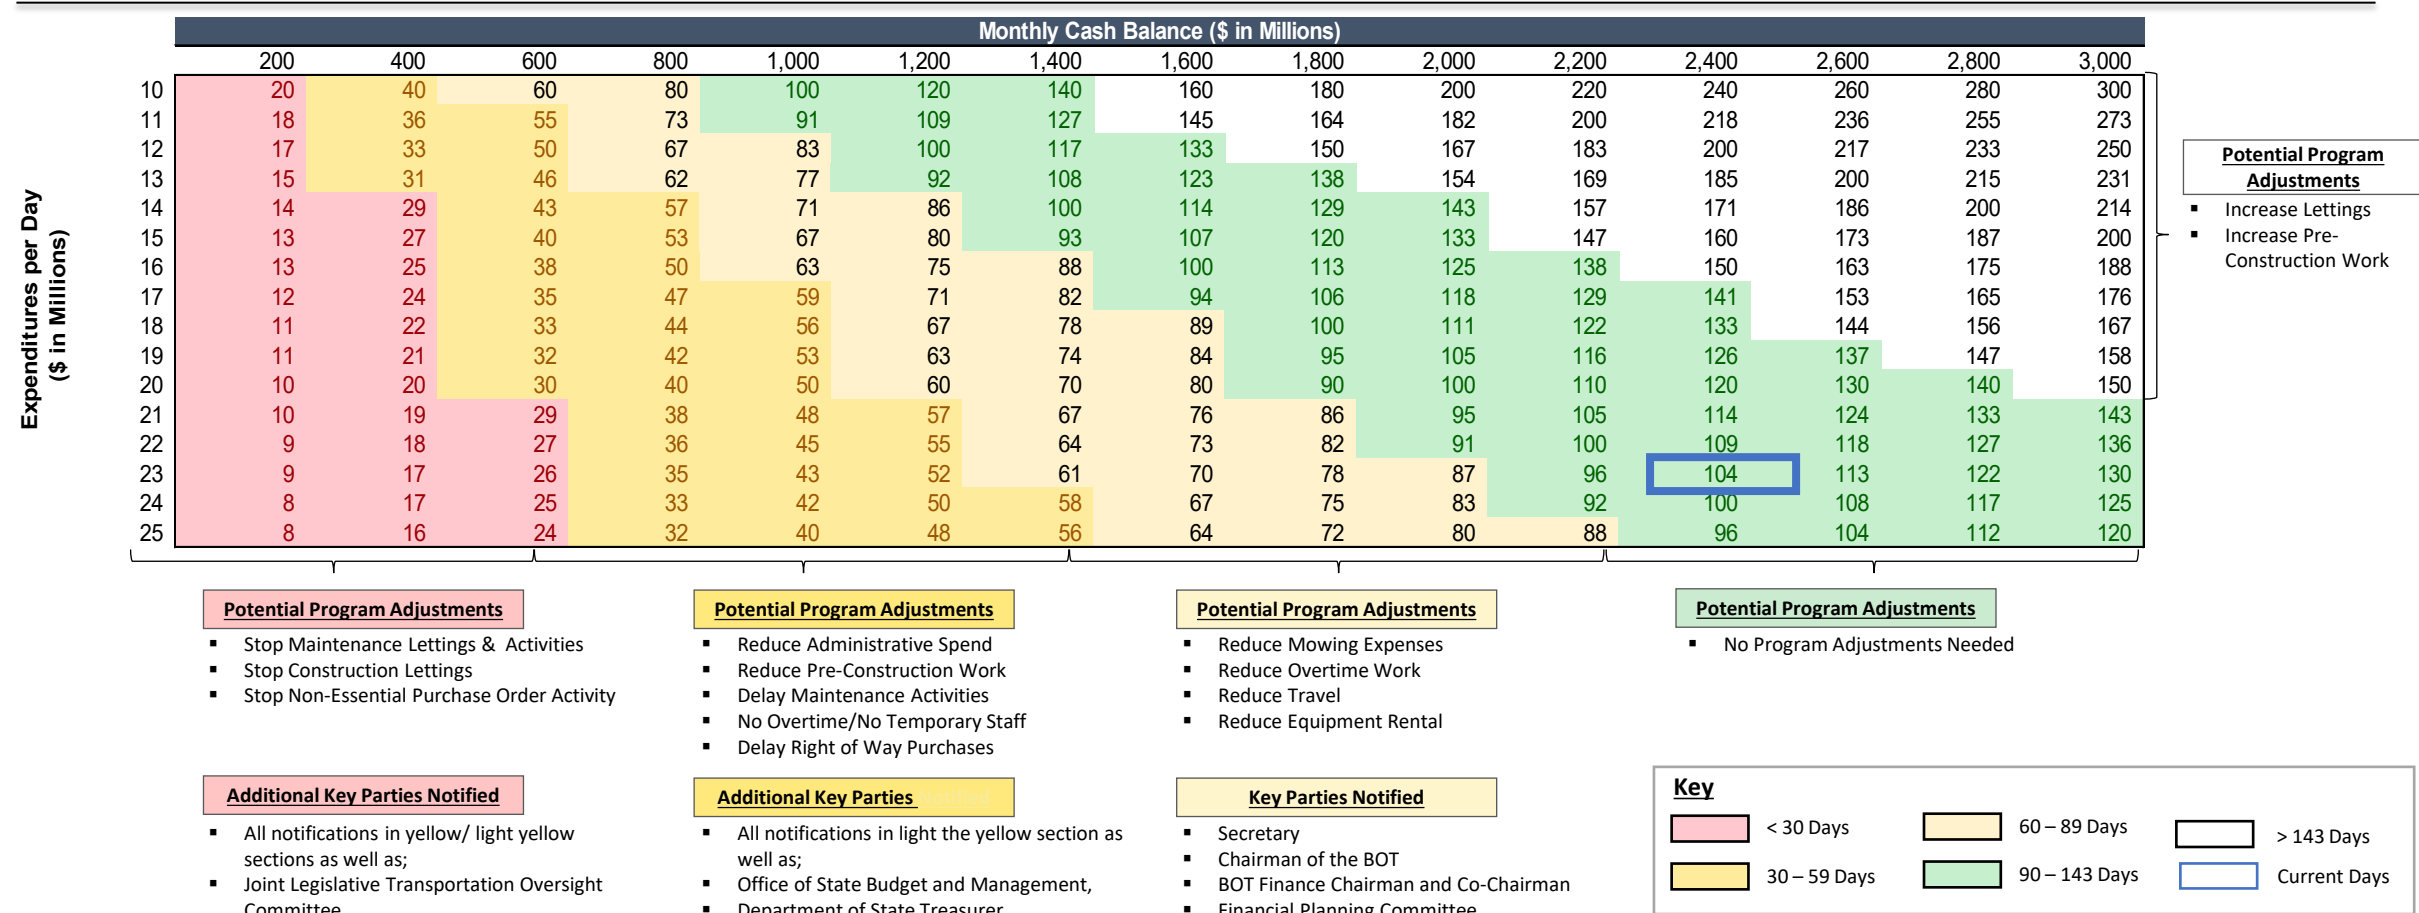 Monthly Cash Balance ($ in Millions)
200 400 600 800 1,000 1,200 1,400 1,600 1,800 2,000 2,200 2,400 2,600 2,800 3,000
Expenditures per Day
($ in Millions)
10 20 40 60 80 100 120 140 160 180 200 220 240 260 280 300
11 18 36 55 73 91 109 127 145 164 182 200 218 236 255 273
12 17 33 50 67 83 100 117 133 150 167 183 200 217 233 250
13 15 31 46 62 77 92 108 123 138 154 169 185 200 215 231
14 14 29 43 57 71 86 100 114 129 143 157 171 186 200 214
15 13 27 40 53 67 80 93 107 120 133 147 160 173 187 200
16 13 25 38 50 63 75 88 100 113 125 138 150 163 175 188
17 12 24 35 47 59 71 82 94 106 118 129 141 153 165 176
18 11 22 33 44 56 67 78 89 100 111 122 133 144 156 167
19 11 21 32 42 53 63 74 84 95 105 116 126 137 147 158
20 10 20 30 40 50 60 70 80 90 100 110 120 130 140 150
21 10 19 29 38 48 57 67 76 86 95 105 114 124 133 143
22 9 18 27 36 45 55 64 73 82 91 100 109 118 127 136
23 9 17 26 35 43 52 61 70 78 87 96 104 113 122 130
24 8 17 25 33 42 50 58 67 75 83 92 100 108 117 125
25 8 16 24 32 40 48 56 64 72 80 88 96 104 112 120
Potential Program
Adjustments
▪ Increase Lettings
▪ Increase Pre-
Construction Work
Potential Program Adjustments
▪ Stop Maintenance Lettings & Activities
▪ Stop Construction Lettings
▪ Stop Non-Essential Purchase Order Activity
Potential Program Adjustments
▪ Reduce Administrative Spend
▪ Reduce Pre-Construction Work
▪ Delay Maintenance Activities
▪ No Overtime/No Temporary Staff
▪ Delay Right of Way Purchases
Potential Program Adjustments
▪ Reduce Mowing Expenses
▪ Reduce Overtime Work
▪ Reduce Travel
▪ Reduce Equipment Rental
Potential Program Adjustments
▪ No Program Adjustments Needed
Additional Key Parties Notified
▪ All notifications in yellow/ light yellow
sections as well as;
▪ Joint Legislative Transportation Oversight
Committee
Additional Key Parties Notified
▪ All notifications in light the yellow section as
well as;
▪ Office of State Budget and Management,
▪ Department of State Treasurer
Key Parties Notified
▪ Secretary
▪ Chairman of the BOT
▪ BOT Finance Chairman and Co-Chairman
▪ Financial Planning Committee
Key
< 30 Days
60 – 89 Days
> 143 Days
30 – 59 Days
90 – 143 Days
Current Days